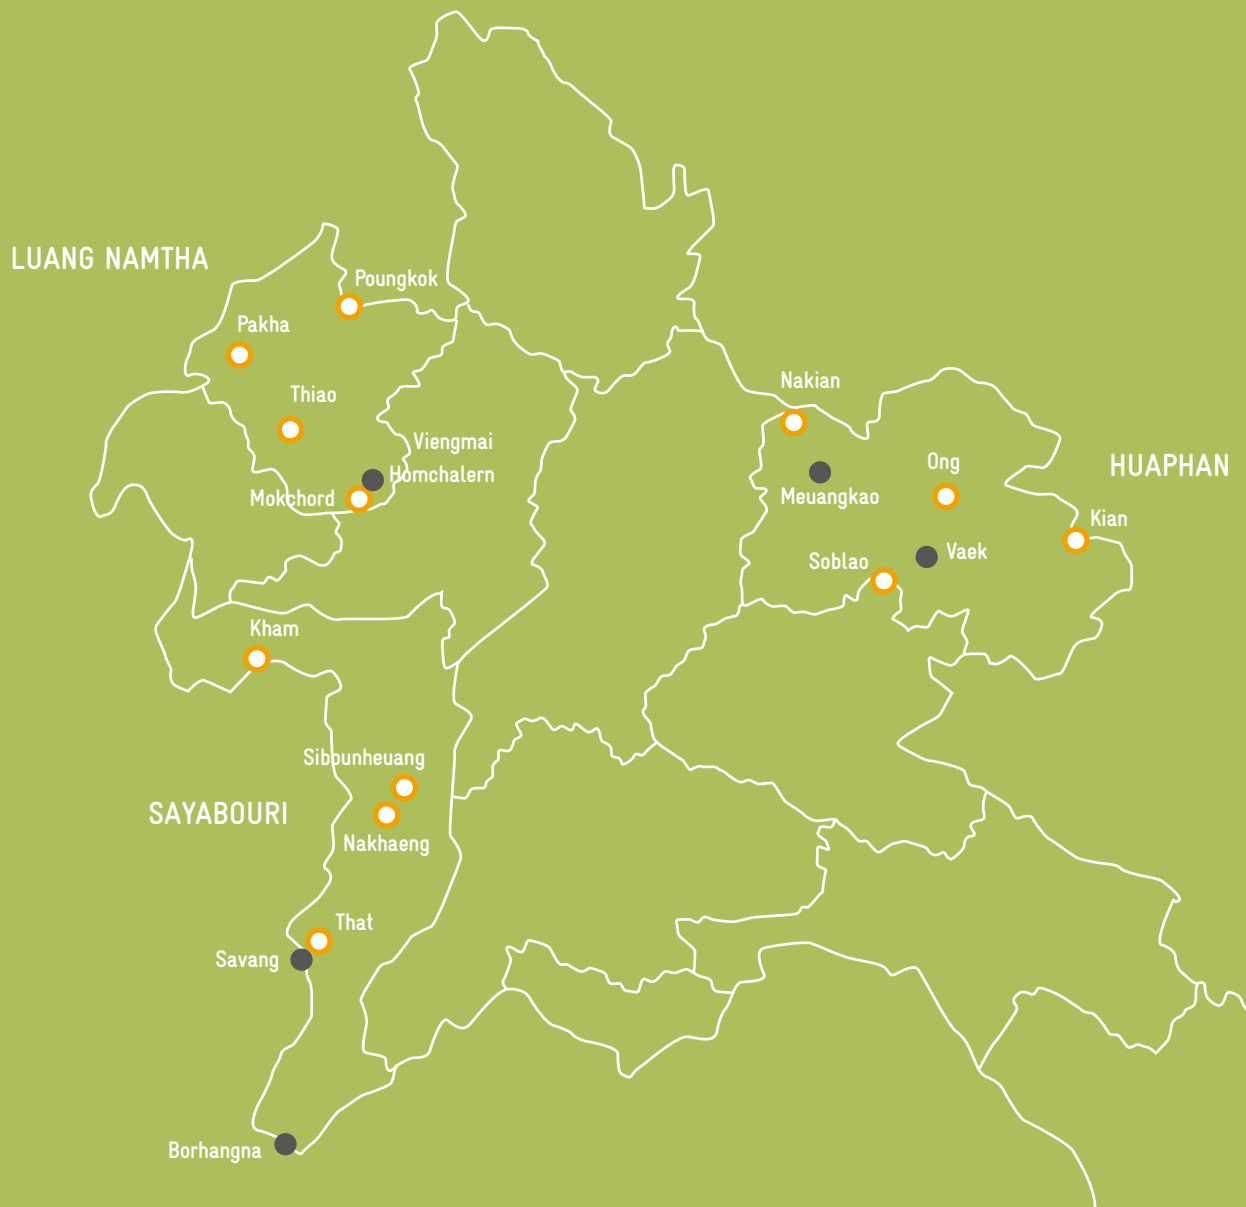 LUANG NAMTHA
Poungkok
Pakha
Thiao
Viengmai
Homchalern
Mokchord
Nakian
Ong
HUAPHAN
Meuangkao
Kian
Vaek
Soblao
Kham
Sibounheuang
SAYABOURI
Nakhaeng
That
Savang
Borhangna